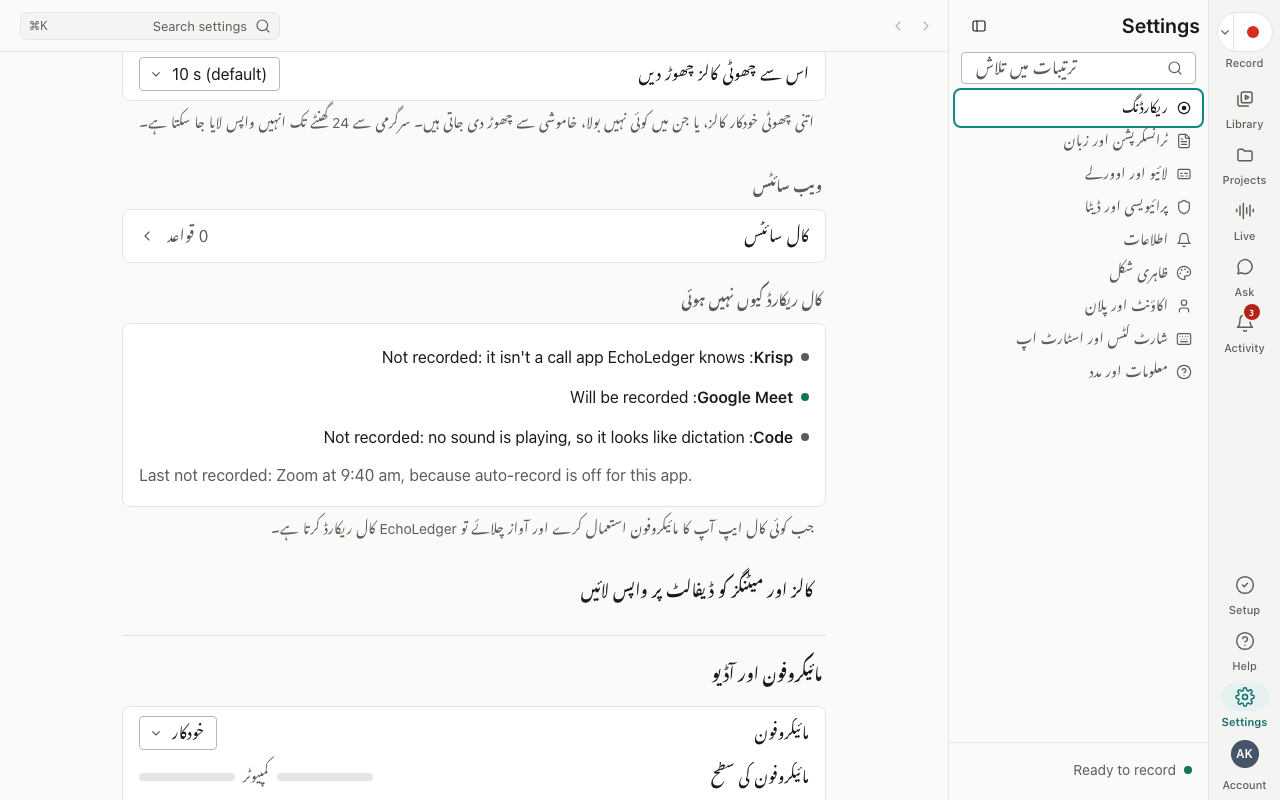 Record
Library
Projects
Live
Ask
3
Activity
Setup
Help
Settings
AK
Account
Settings
ترتیبات میں تلاش
ریکارڈنگ
ٹرانسکرپشن اور زبان
لائیو اور اوورلے
پرائیویسی اور ڈیٹا
اطلاعات
ظاہری شکل
اکاؤنٹ اور پلان
شارٹ کٹس اور اسٹارٹ اپ
معلومات اور مدد
Ready to record
Search settings
⌘K
اس سے چھوٹی کالز چھوڑ دیں
10 s (default)
اتنی چھوٹی خودکار کالز، یا جن میں کوئی نہیں بولا، خاموشی سے چھوڑ دی جاتی ہیں۔ سرگرمی سے 24 گھنٹے تک انہیں واپس لایا جا سکتا ہے۔
ویب سائٹس
کال سائٹس
0 قواعد
کال ریکارڈ کیوں نہیں ہوئی
Krisp: Not recorded: it isn't a call app EchoLedger knows
Google Meet: Will be recorded
Code: Not recorded: no sound is playing, so it looks like dictation
Last not recorded: Zoom at 9:40 am, because auto-record is off for this app.
جب کوئی کال ایپ آپ کا مائیکروفون استعمال کرے اور آواز چلائے تو EchoLedger کال ریکارڈ کرتا ہے۔
کالز اور میٹنگز کو ڈیفالٹ پر واپس لائیں
مائیکروفون اور آڈیو
مائیکروفون
خودکار
مائیکروفون کی سطح
کمپیوٹر